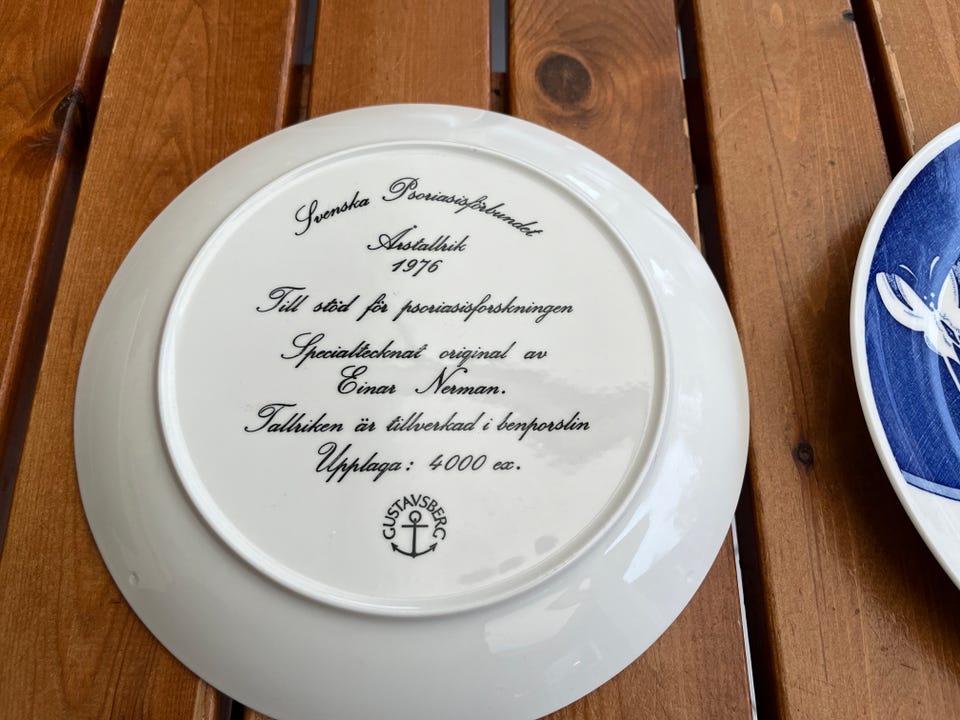 Svenska Psoriasisförbundet
Årstallrik
1976
Till stöd för psoriasisforskningen
Specialtecknat original av
Einar Nerman.
Tallriken är tillverkad i benporslin
Upplaga: 4000 ex.
GUSTAVSBERG